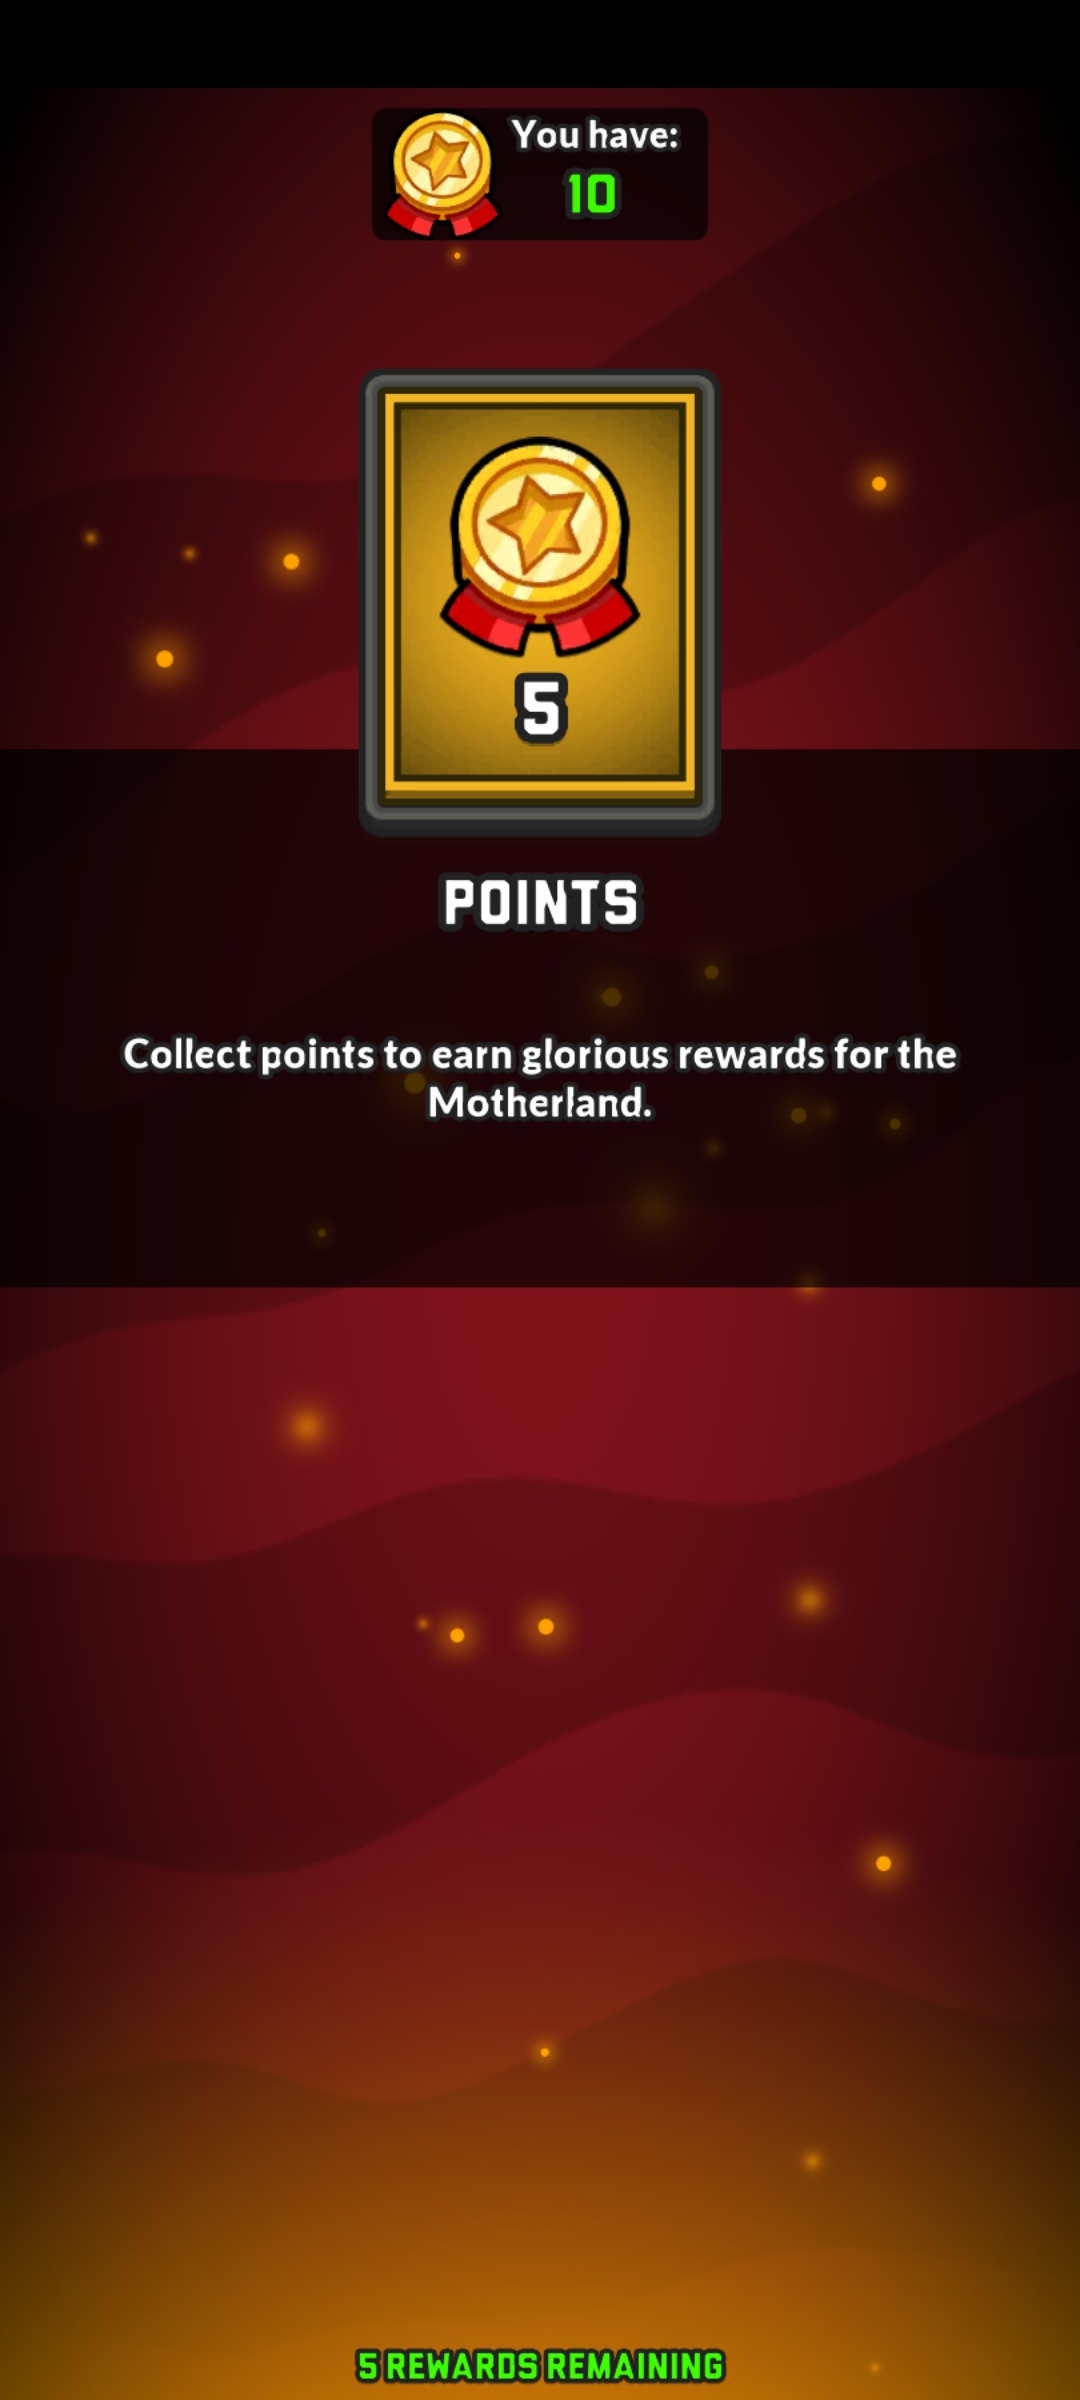 You have:
10
5
POINTS
Collect points to earn glorious rewards for the
Motherland.
5 REWARDS REMAINING